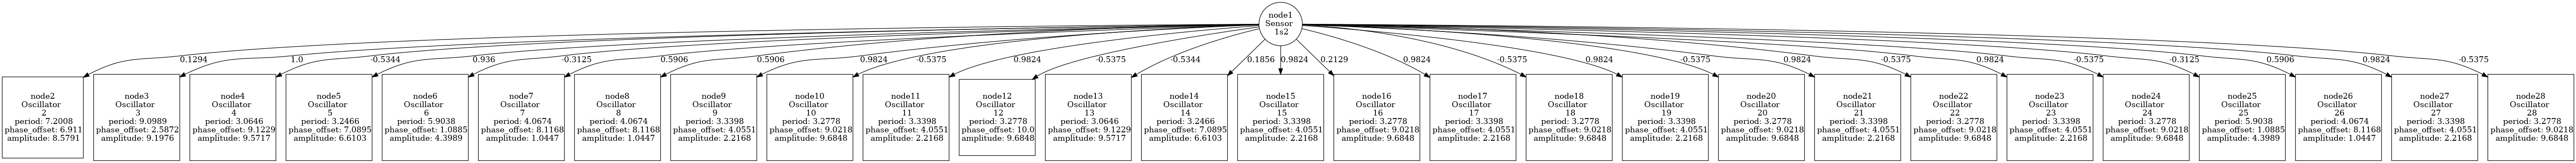 node1
Sensor
1s2
0.1294
1.0
-0.5344
0.936
-0.3125
0.5906
0.5906
0.9824
-0.5375
0.9824
-0.5375
-0.5344
0.1856
0.9824
0.2129
0.9824
-0.5375
0.9824
-0.5375
0.9824
-0.5375
0.9824
-0.5375
-0.3125
0.5906
0.9824
-0.5375
node2
Oscillator
2
period: 7.2008
phase_offset: 6.911
amplitude: 8.5791
node3
Oscillator
3
period: 9.0989
phase_offset: 2.5872
amplitude: 9.1976
node4
Oscillator
4
period: 3.0646
phase_offset: 9.1229
amplitude: 9.5717
node5
Oscillator
5
period: 3.2466
phase_offset: 7.0895
amplitude: 6.6103
node6
Oscillator
6
period: 5.9038
phase_offset: 1.0885
amplitude: 4.3989
node7
Oscillator
7
period: 4.0674
phase_offset: 8.1168
amplitude: 1.0447
node8
Oscillator
8
period: 4.0674
phase_offset: 8.1168
amplitude: 1.0447
node9
Oscillator
9
period: 3.3398
phase_offset: 4.0551
amplitude: 2.2168
node10
Oscillator
10
period: 3.2778
phase_offset: 9.0218
amplitude: 9.6848
node11
Oscillator
11
period: 3.3398
phase_offset: 4.0551
amplitude: 2.2168
node12
Oscillator
12
period: 3.2778
phase_offset: 10.0
amplitude: 9.6848
node13
Oscillator
13
period: 3.0646
phase_offset: 9.1229
amplitude: 9.5717
node14
Oscillator
14
period: 3.2466
phase_offset: 7.0895
amplitude: 6.6103
node15
Oscillator
15
period: 3.3398
phase_offset: 4.0551
amplitude: 2.2168
node16
Oscillator
16
period: 3.2778
phase_offset: 9.0218
amplitude: 9.6848
node17
Oscillator
17
period: 3.3398
phase_offset: 4.0551
amplitude: 2.2168
node18
Oscillator
18
period: 3.2778
phase_offset: 9.0218
amplitude: 9.6848
node19
Oscillator
19
period: 3.3398
phase_offset: 4.0551
amplitude: 2.2168
node20
Oscillator
20
period: 3.2778
phase_offset: 9.0218
amplitude: 9.6848
node21
Oscillator
21
period: 3.3398
phase_offset: 4.0551
amplitude: 2.2168
node22
Oscillator
22
period: 3.2778
phase_offset: 9.0218
amplitude: 9.6848
node23
Oscillator
23
period: 3.3398
phase_offset: 4.0551
amplitude: 2.2168
node24
Oscillator
24
period: 3.2778
phase_offset: 9.0218
amplitude: 9.6848
node25
Oscillator
25
period: 5.9038
phase_offset: 1.0885
amplitude: 4.3989
node26
Oscillator
26
period: 4.0674
phase_offset: 8.1168
amplitude: 1.0447
node27
Oscillator
27
period: 3.3398
phase_offset: 4.0551
amplitude: 2.2168
node28
Oscillator
28
period: 3.2778
phase_offset: 9.0218
amplitude: 9.6848